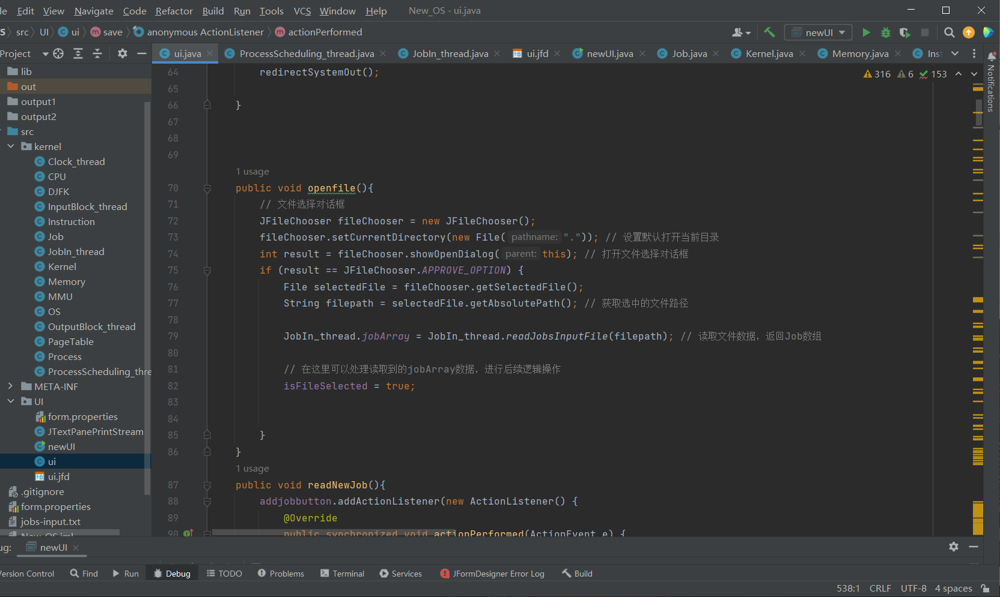 le Edit View Navigate Code Refactor Build Run Tools VCS Window Help New_OS - ui.java
S src UI ui save anonymous ActionListener actionPerformed newUI
Project ui.java ProcessScheduling_thread.java JobIn_thread.java ui.jfd newUI.java Job.java Kernel.java Memory.java Inst
316 6 153
Notifications
lib
out
output1
output2
src
kernel
Clock_thread
CPU
DJFK
InputBlock_thread
Instruction
Job
JobIn_thread
Kernel
Memory
MMU
OS
OutputBlock_thread
PageTable
Process
ProcessScheduling_thre
META-INF
UI
form.properties
JTextPanePrintStream
newUI
ui
ui.jfd
.gitignore
form.properties
jobs-input.txt
New_OS.iml
64 redirectSystemOut();
65
66 }
67
68
69
1 usage
70 public void openfile(){
71 // 文件选择对话框
72 JFileChooser fileChooser = new JFileChooser();
73 fileChooser.setCurrentDirectory(new File( pathname: ".")); // 设置默认打开当前目录
74 int result = fileChooser.showOpenDialog( parent: this); // 打开文件选择对话框
75 if (result == JFileChooser.APPROVE_OPTION) {
76 File selectedFile = fileChooser.getSelectedFile();
77 String filepath = selectedFile.getAbsolutePath(); // 获取选中的文件路径
78
79 JobIn_thread.jobArray = JobIn_thread.readJobsInputFile(filepath); // 读取文件数据，返回Job数组
80
81 // 在这里可以处理读取到的jobArray数据，进行后续逻辑操作
82 isFileSelected = true;
83
84
85 }
86 }
1 usage
87 public void readNewJob(){
88 addjobbutton.addActionListener(new ActionListener() {
89 @Override
90 public synchronized void actionPerformed(ActionEvent e) {
ug: newUI
Version Control Find Run Debug TODO Problems Terminal Services JFormDesigner Error Log Build
538:1 CRLF UTF-8 4 spaces